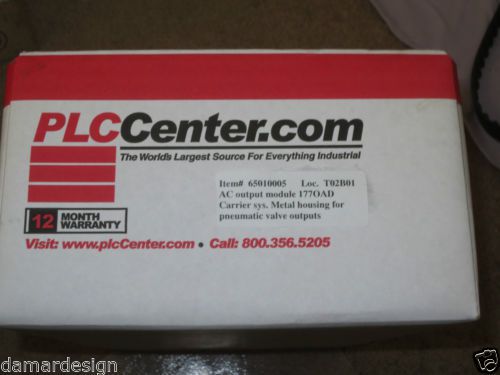 PLCCenter.com
The World's Largest Source For Everything Industrial
Item# 65010005 Loc. T02B01
AC output module 177OAD
Carrier sys. Metal housing for
pneumatic valve outputs
12 MONTH
WARRANTY
Visit: www.plcCenter.com • Call: 800.356.5205
damardesign